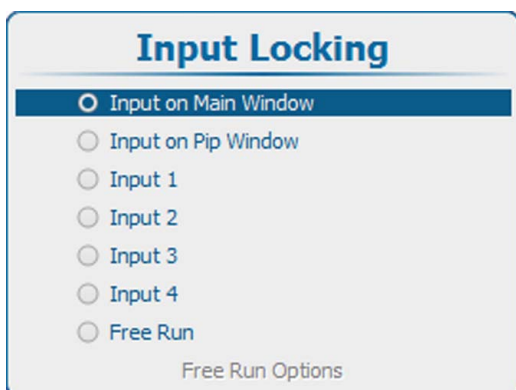 Input Locking
Input on Main Window
Input on Pip Window
Input 1
Input 2
Input 3
Input 4
Free Run
Free Run Options